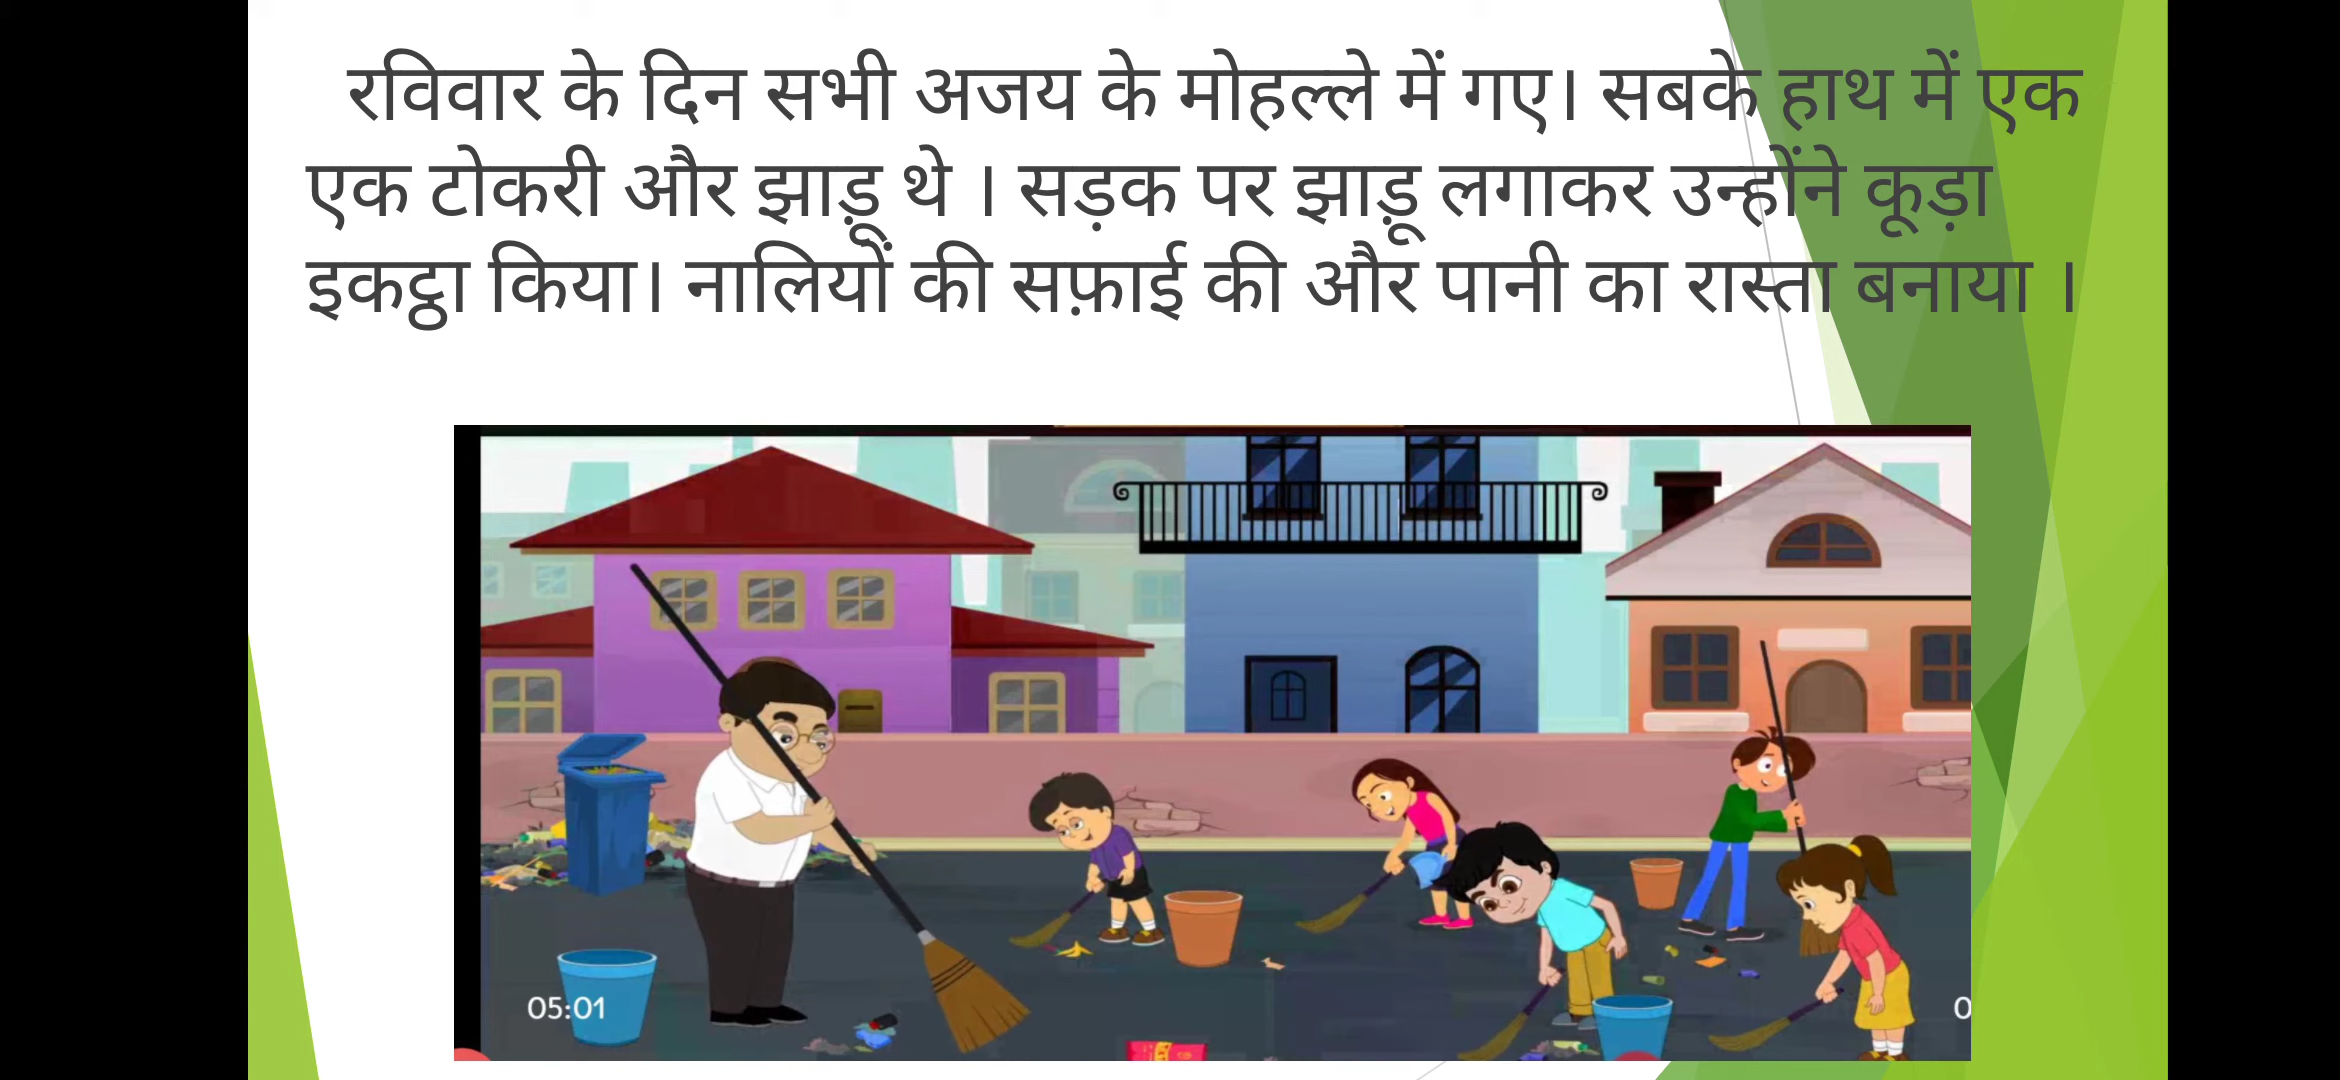 रविवार के दिन सभी अजय के मोहल्ले में गए। सबके हाथ में एक
एक टोकरी और झाड़ू थे । सड़क पर झाड़ू लगाकर उन्होंने कूड़ा
इकट्ठा किया। नालियों की सफ़ाई की और पानी का रास्ता बनाया ।
05:01
0